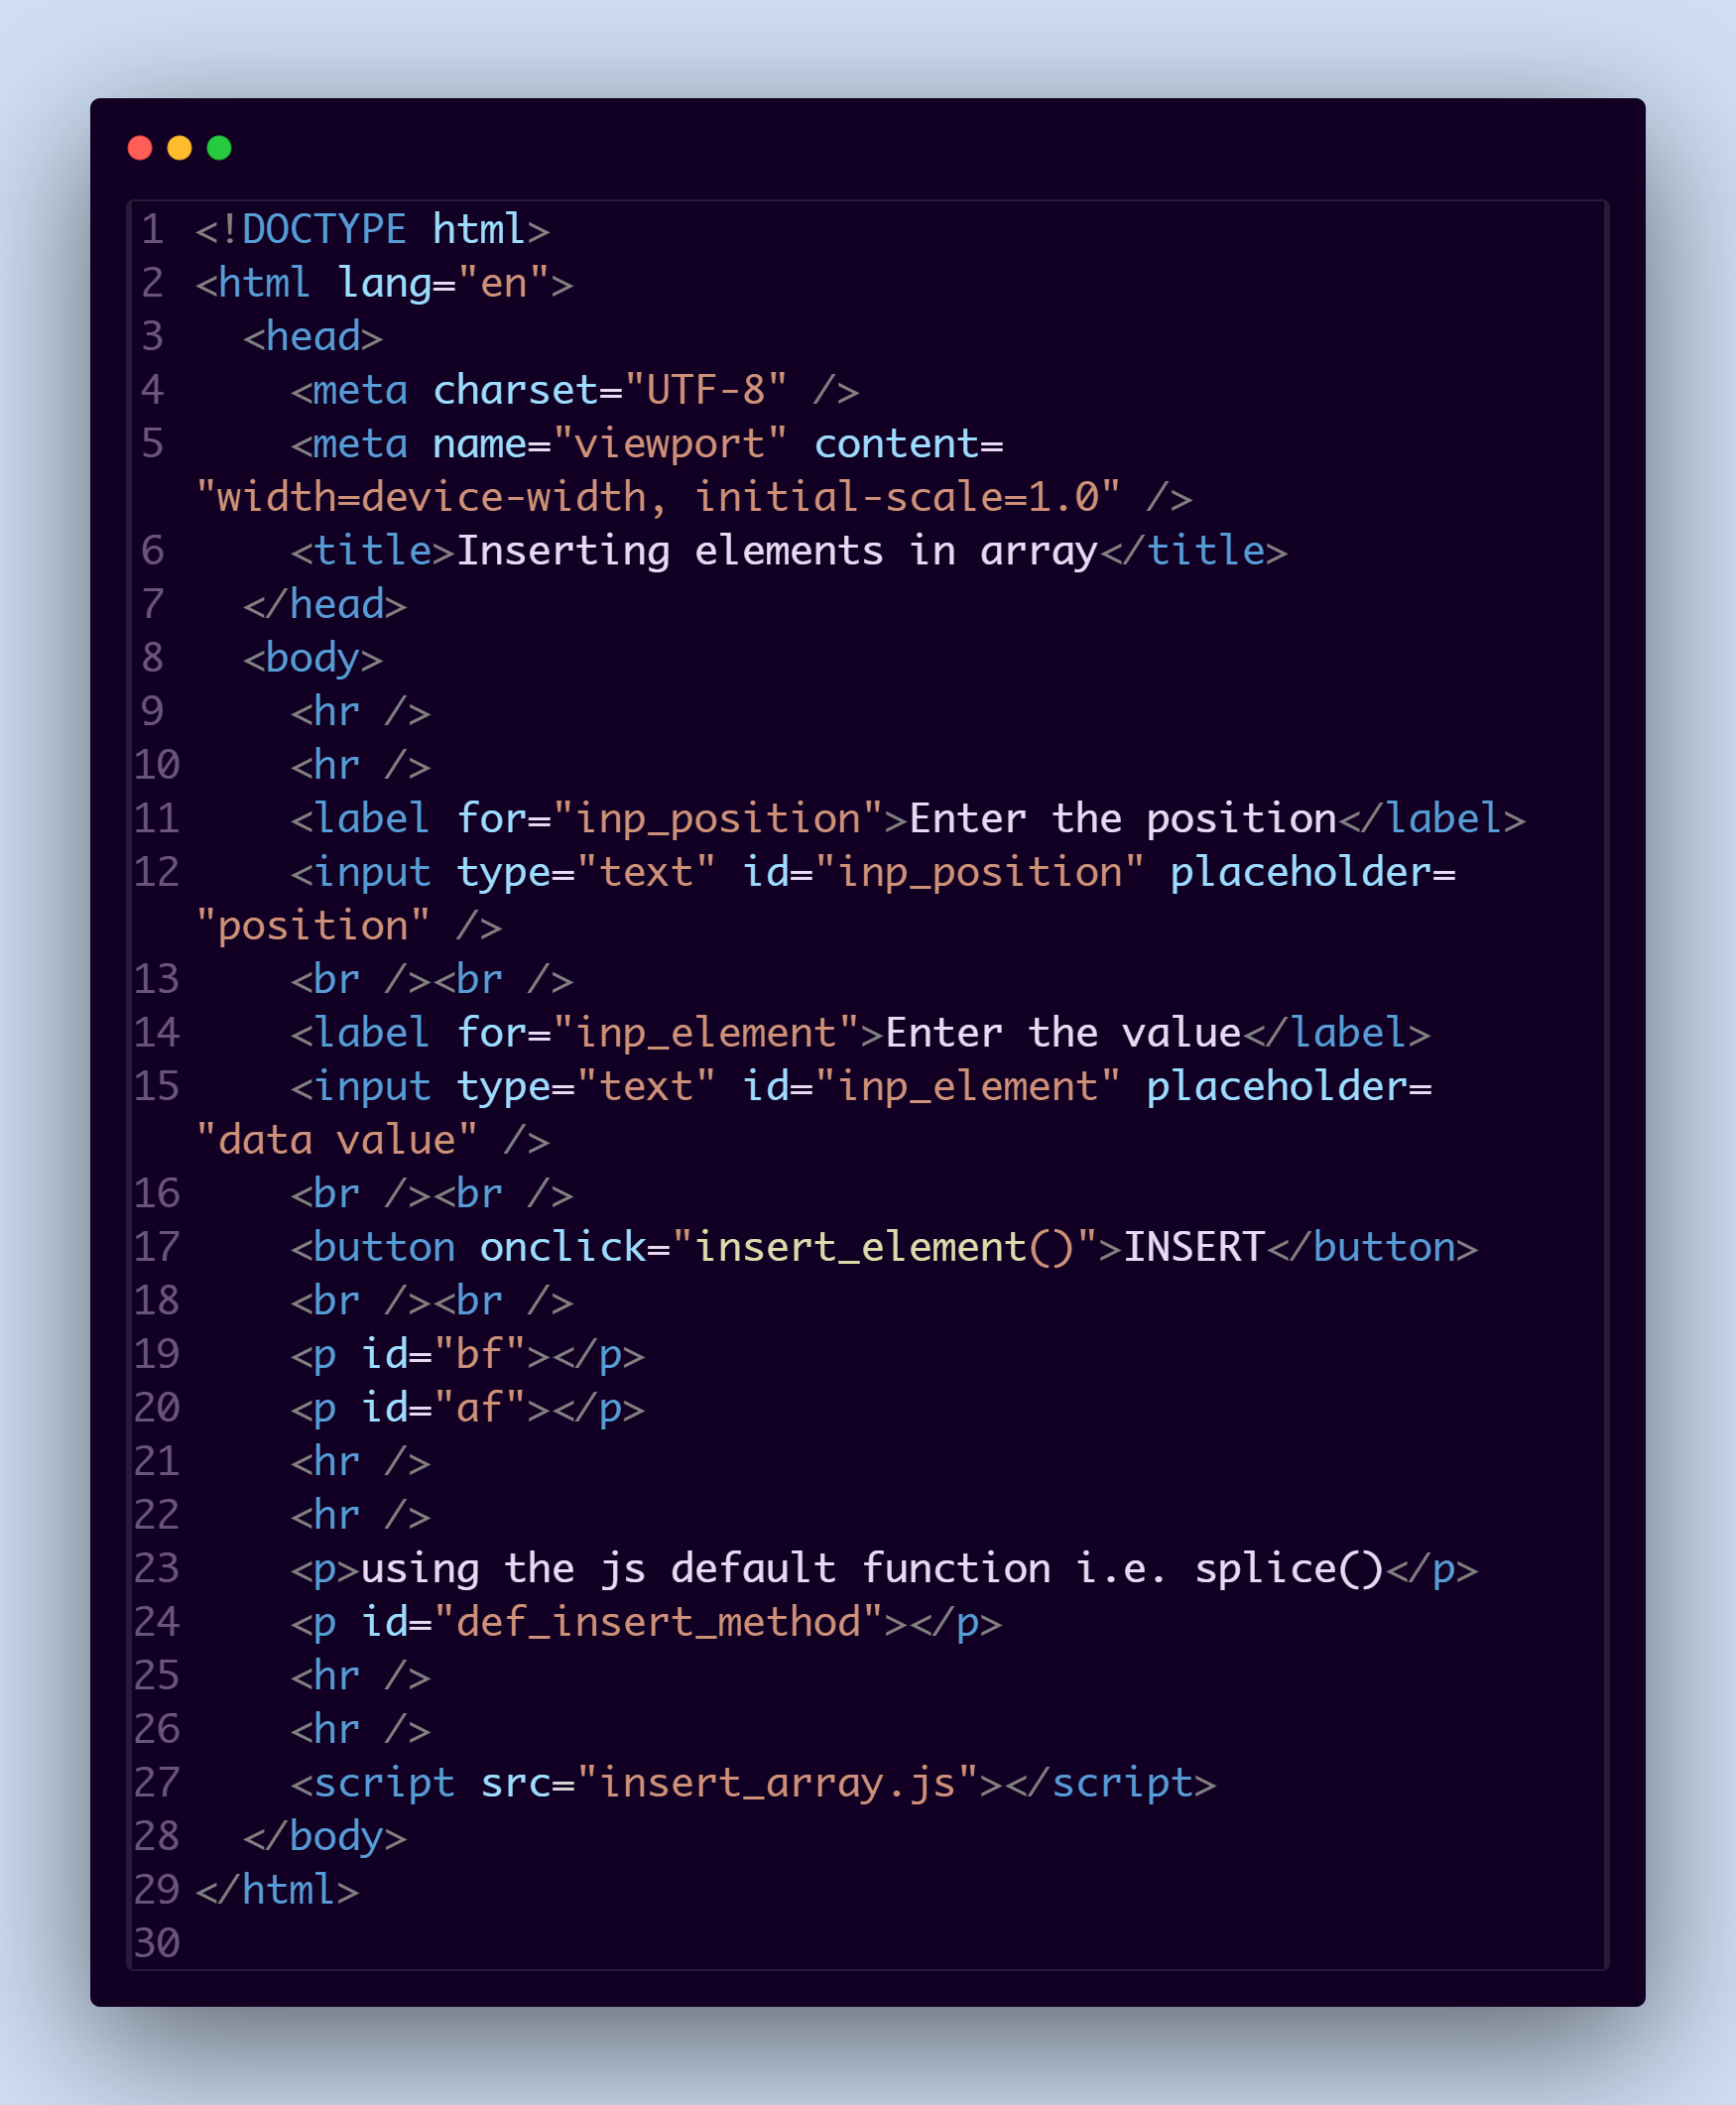 1 <!DOCTYPE html>
2 <html lang="en">
3   <head>
4     <meta charset="UTF-8" />
5     <meta name="viewport" content=
"width=device-width, initial-scale=1.0" />
6     <title>Inserting elements in array</title>
7   </head>
8   <body>
9     <hr />
10     <hr />
11     <label for="inp_position">Enter the position</label>
12     <input type="text" id="inp_position" placeholder=
"position" />
13     <br /><br />
14     <label for="inp_element">Enter the value</label>
15     <input type="text" id="inp_element" placeholder=
"data value" />
16     <br /><br />
17     <button onclick="insert_element()">INSERT</button>
18     <br /><br />
19     <p id="bf"></p>
20     <p id="af"></p>
21     <hr />
22     <hr />
23     <p>using the js default function i.e. splice()</p>
24     <p id="def_insert_method"></p>
25     <hr />
26     <hr />
27     <script src="insert_array.js"></script>
28   </body>
29 </html>
30